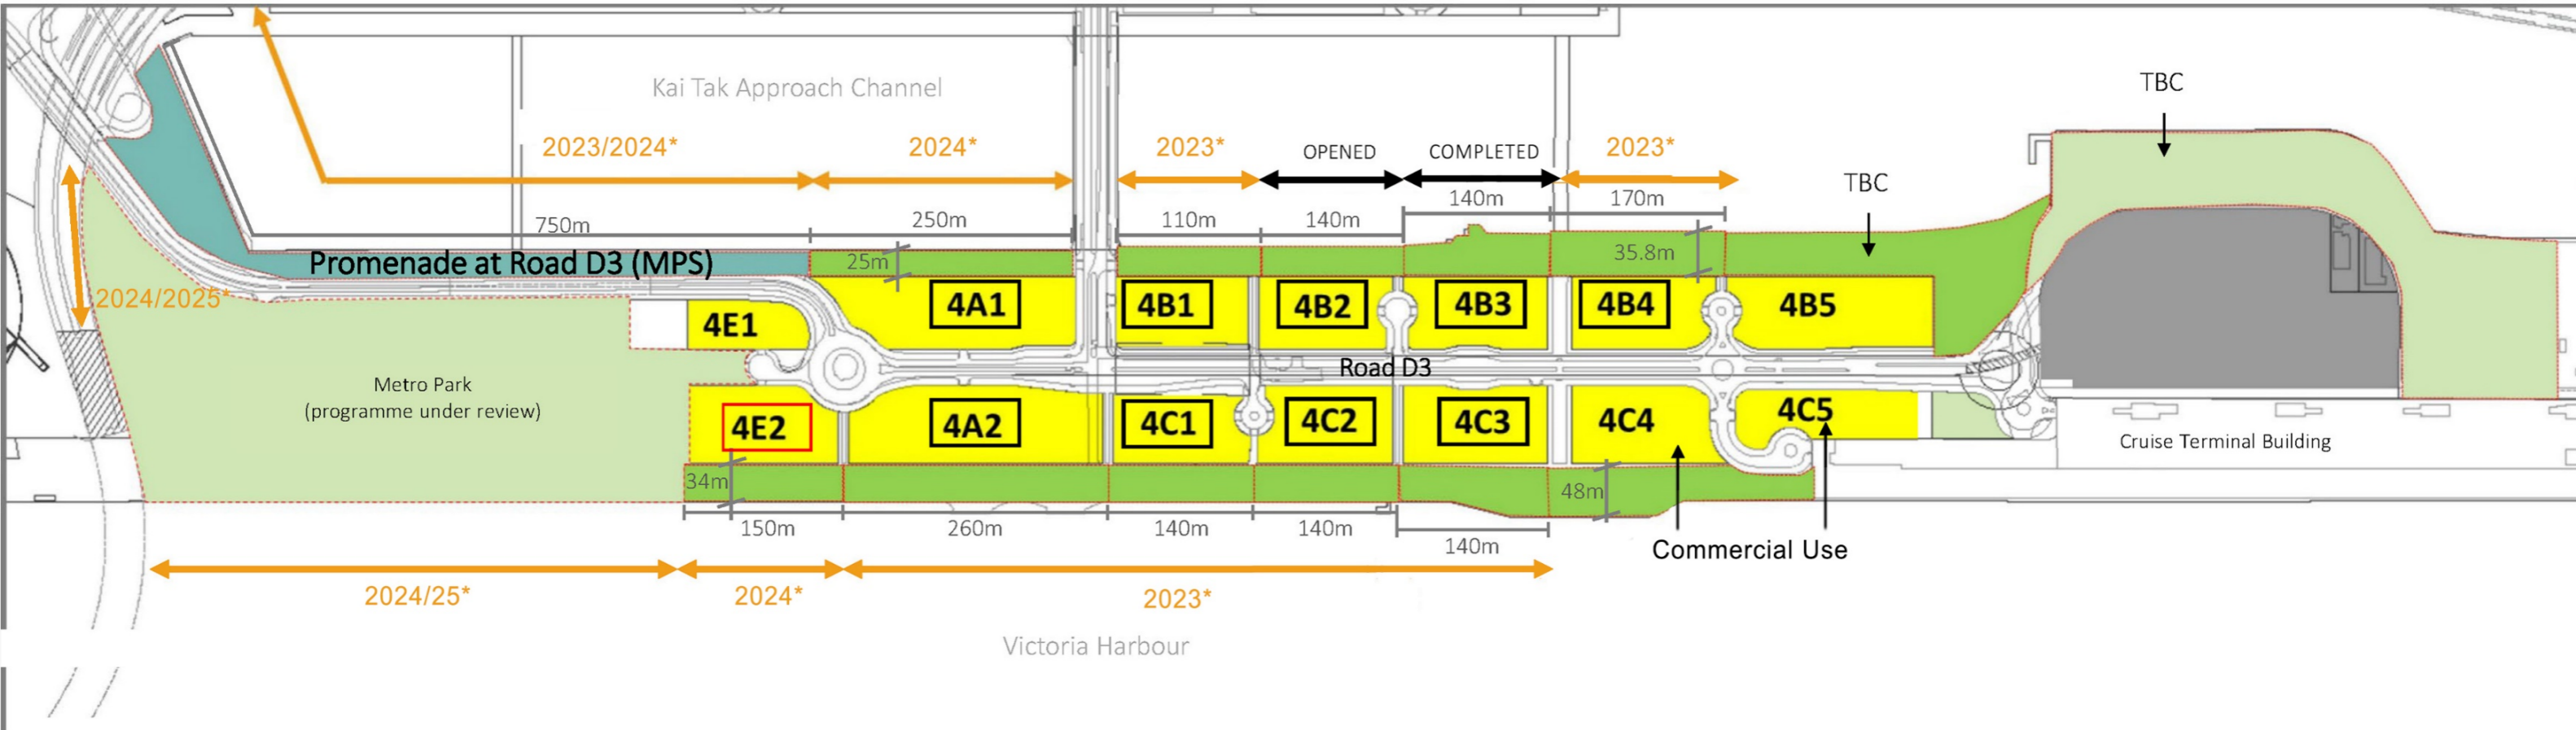 Kai Tak Approach Channel
TBC
2023/2024*
2024*
2023*
OPENED
COMPLETED
2023*
TBC
140m
170m
750m
250m
110m
140m
Promenade at Road D3 (MPS)
25m
35.8m
2024/2025*
4E1
4A1
4B1
4B2
4B3
4B4
4B5
Road D3
Metro Park
(programme under review)
4E2
4A2
4C1
4C2
4C3
4C4
4C5
Cruise Terminal Building
34m
48m
150m
260m
140m
140m
140m
Commercial Use
2024/25*
2024*
2023*
Victoria Harbour